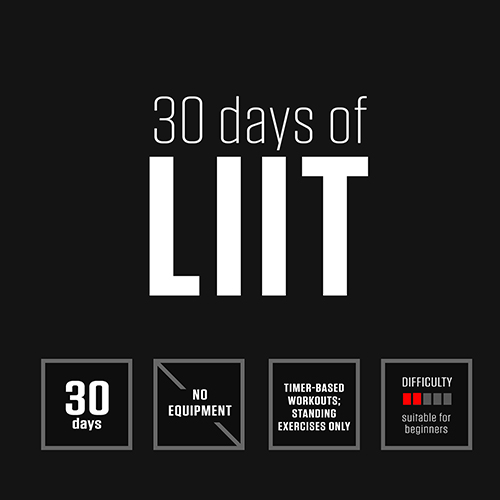 30 days of
LIIT
30
days
NO
EQUIPMENT
TIMER-BASED
WORKOUTS;
STANDING
EXERCISES ONLY
DIFFICULTY
suitable for
beginners